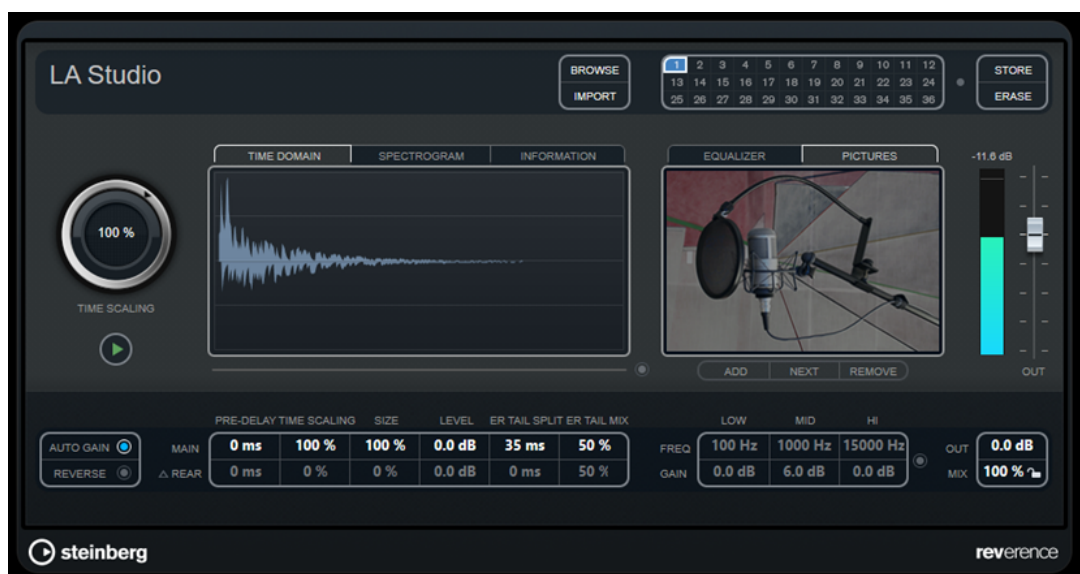 LA Studio
BROWSE
IMPORT
1 2 3 4 5 6 7 8 9 10 11 12
13 14 15 16 17 18 19 20 21 22 23 24
25 26 27 28 29 30 31 32 33 34 35 36
STORE
ERASE
TIME DOMAIN SPECTROGRAM INFORMATION
EQUALIZER PICTURES
-11.6 dB
100 %
TIME SCALING
ADD NEXT REMOVE
OUT
PRE-DELAY TIME SCALING SIZE LEVEL ER TAIL SPLIT ER TAIL MIX
LOW MID HI
AUTO GAIN MAIN 0 ms 100 % 100 % 0.0 dB 35 ms 50 % FREQ 100 Hz 1000 Hz 15000 Hz OUT 0.0 dB
REVERSE △ REAR 0 ms 0 % 0 % 0.0 dB 0 ms 50 % GAIN 0.0 dB 6.0 dB 0.0 dB MIX 100 %
steinberg
reverence